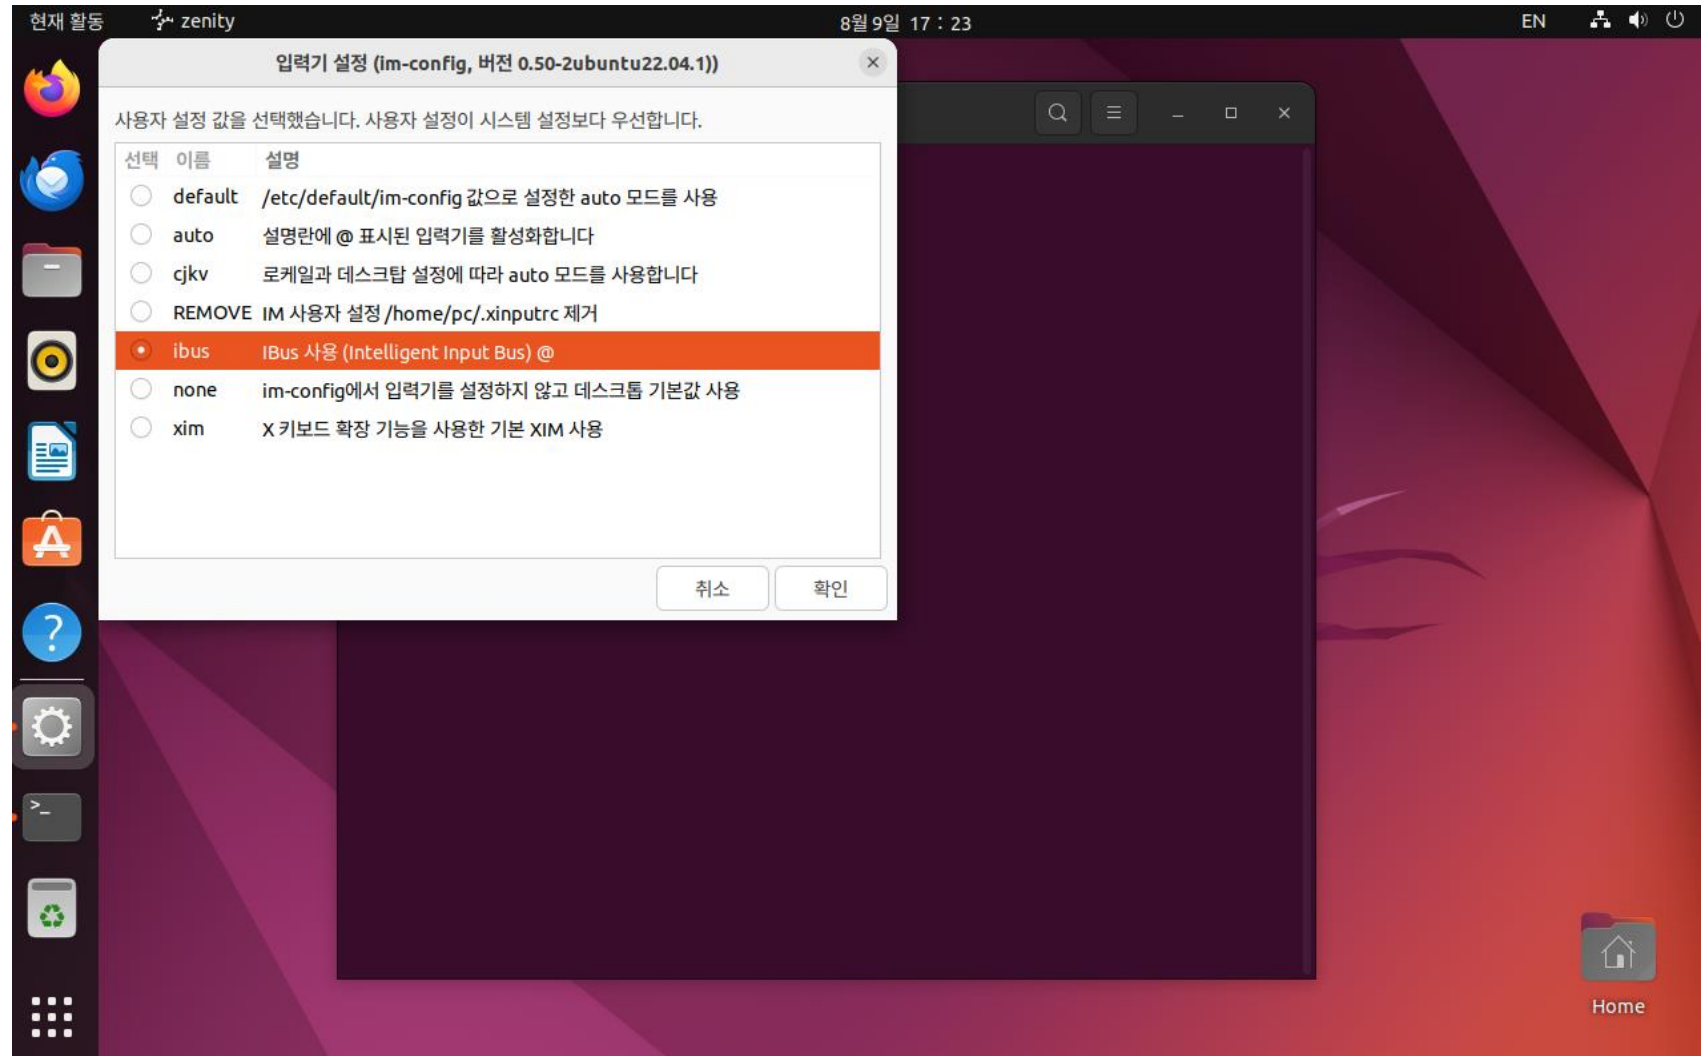 현재 활동 zenity 8월 9일 17 : 23 EN
입력기 설정 (im-config, 버전 0.50-2ubuntu22.04.1))
사용자 설정 값을 선택했습니다. 사용자 설정이 시스템 설정보다 우선합니다.
선택 이름 설명
default /etc/default/im-config 값으로 설정한 auto 모드를 사용
auto 설명란에 @ 표시된 입력기를 활성화합니다
cjkv 로케일과 데스크탑 설정에 따라 auto 모드를 사용합니다
REMOVE IM 사용자 설정 /home/pc/.xinputrc 제거
ibus IBus 사용 (Intelligent Input Bus) @
none im-config에서 입력기를 설정하지 않고 데스크톱 기본값 사용
xim X 키보드 확장 기능을 사용한 기본 XIM 사용
취소 확인
Home